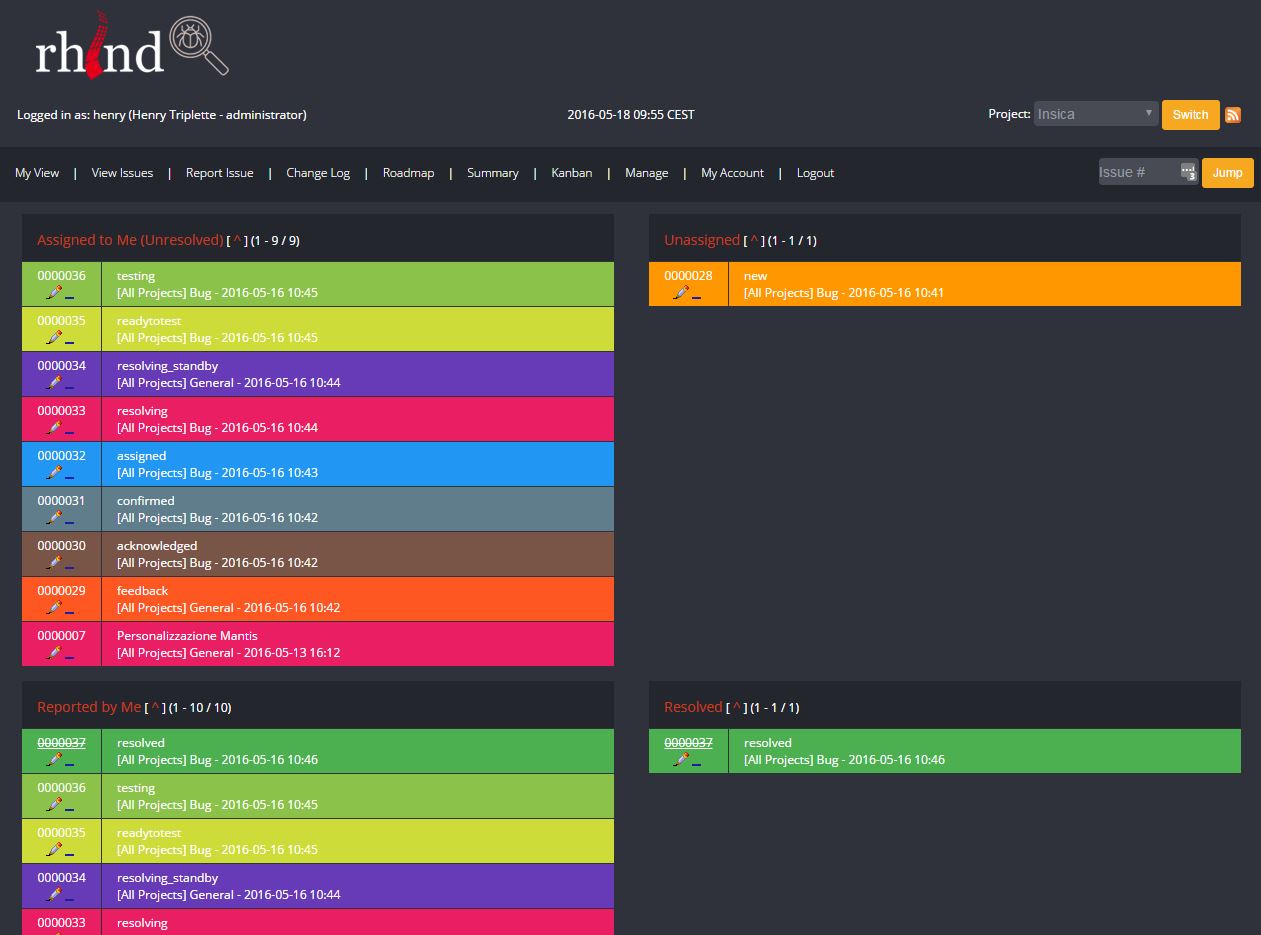 rhind
Logged in as: henry (Henry Triplette - administrator)
2016-05-18 09:55 CEST
Project: Insica Switch
My View | View Issues | Report Issue | Change Log | Roadmap | Summary | Kanban | Manage | My Account | Logout
Issue # 3 Jump
Assigned to Me (Unresolved) [ ^ ] (1 - 9 / 9)
0000036 testing
[All Projects] Bug - 2016-05-16 10:45
0000035 readytotest
[All Projects] Bug - 2016-05-16 10:45
0000034 resolving_standby
[All Projects] General - 2016-05-16 10:44
0000033 resolving
[All Projects] Bug - 2016-05-16 10:44
0000032 assigned
[All Projects] Bug - 2016-05-16 10:43
0000031 confirmed
[All Projects] Bug - 2016-05-16 10:42
0000030 acknowledged
[All Projects] Bug - 2016-05-16 10:42
0000029 feedback
[All Projects] General - 2016-05-16 10:42
0000007 Personalizzazione Mantis
[All Projects] General - 2016-05-13 16:12
Unassigned [ ^ ] (1 - 1 / 1)
0000028 new
[All Projects] Bug - 2016-05-16 10:41
Reported by Me [ ^ ] (1 - 10 / 10)
0000037 resolved
[All Projects] Bug - 2016-05-16 10:46
0000036 testing
[All Projects] Bug - 2016-05-16 10:45
0000035 readytotest
[All Projects] Bug - 2016-05-16 10:45
0000034 resolving_standby
[All Projects] General - 2016-05-16 10:44
0000033 resolving
Resolved [ ^ ] (1 - 1 / 1)
0000037 resolved
[All Projects] Bug - 2016-05-16 10:46